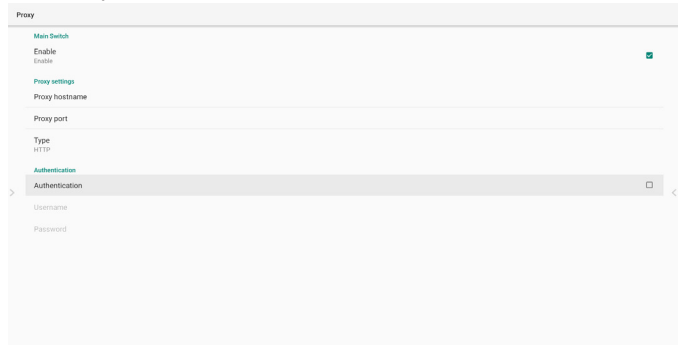 Proxy
Main Switch
Enable
Enable
Proxy settings
Proxy hostname
Proxy port
Type
HTTP
Authentication
Authentication
Username
Password